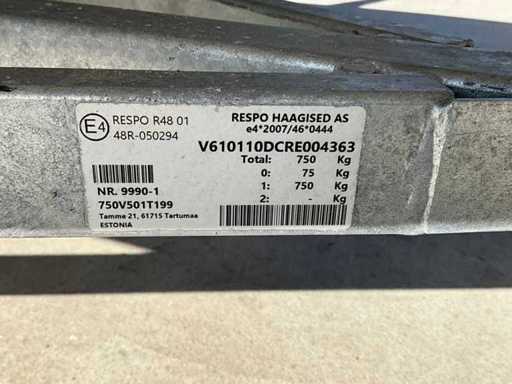 E4
RESPO R48 01
48R-050294
RESPO HAAGISED AS
e4*2007/46*0444
V610110DCRE004363
Total: 750 Kg
0: 75 Kg
1: 750 Kg
2: - Kg
NR. 9990-1
750V501T199
Tamme 21, 61715 Tartumaa
ESTONIA